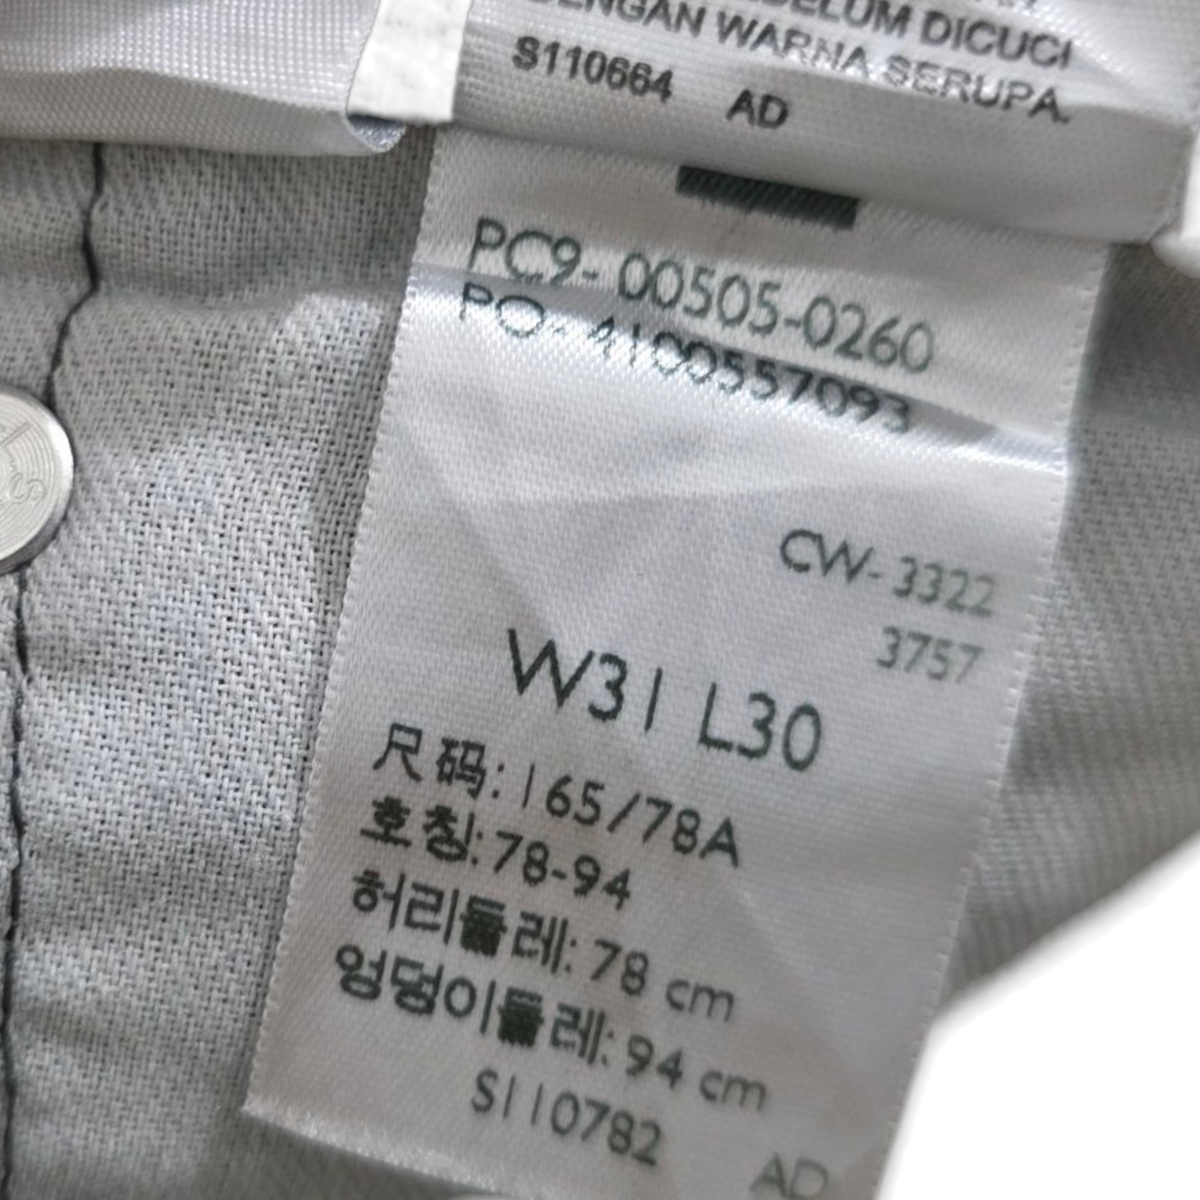 BELUM DICUCI
DENGAN WARNA SERUPA.
S110664 AD
PC9- 00505-0260
PO- 4100557093
CW- 3322
3757
W31 L30
尺码: 165/78A
호칭: 78-94
허리둘레: 78 cm
엉덩이둘레: 94 cm
S110782
AD